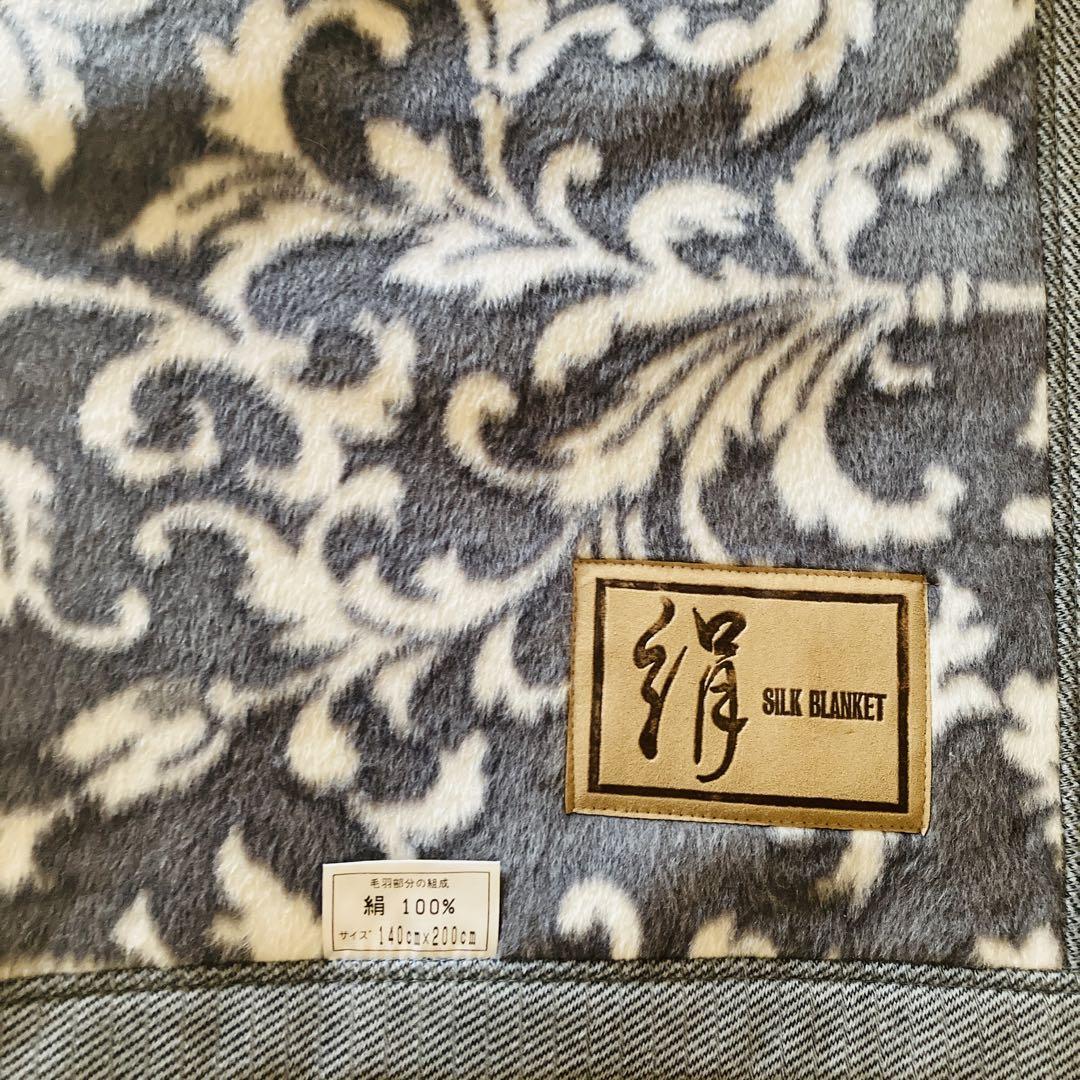 絹
SILK BLANKET
毛羽部分の組成
絹 100%
サイズ 140cm×200cm